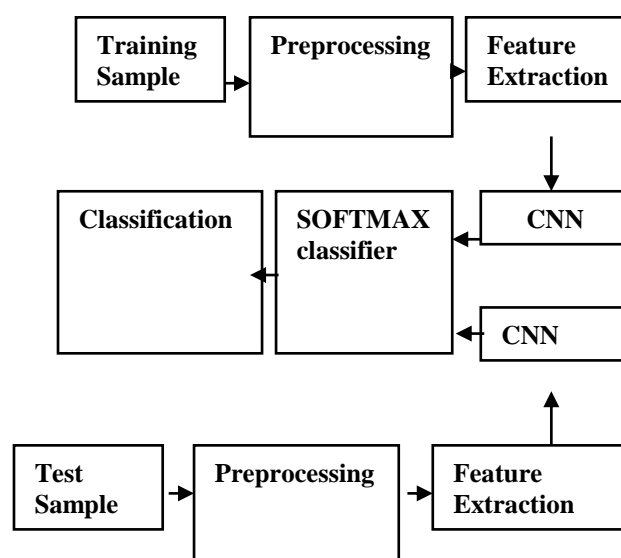 Training
Sample
Preprocessing
Feature
Extraction
Classification
SOFTMAX
classifier
CNN
CNN
Test
Sample
Preprocessing
Feature
Extraction